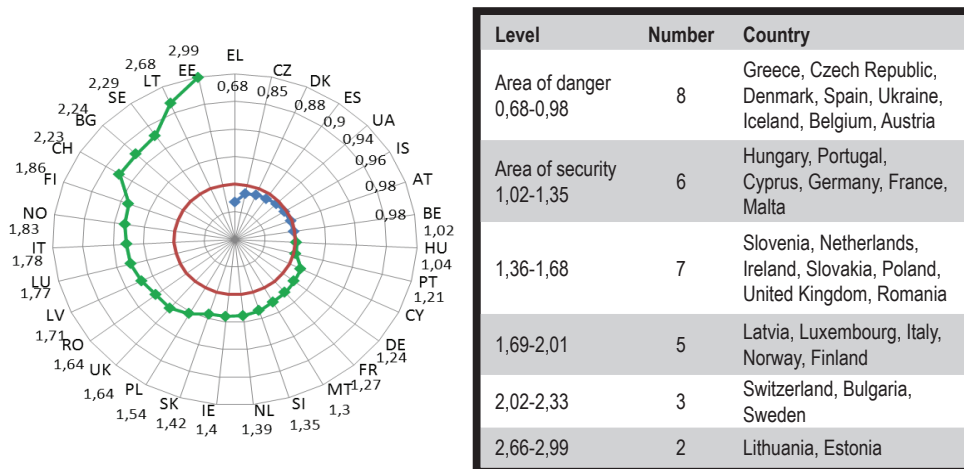 EL
0,68
CZ
0,85
DK
0,88
ES
0,9
UA
0,94
IS
0,96
AT
0,98
BE
0,98
HU
1,02
PT
1,04
CY
1,21
DE
1,24
FR
1,27
MT
1,3
SI
1,35
NL
1,39
IE
1,4
SK
1,42
PL
1,54
UK
1,64
RO
1,64
LV
1,71
LU
1,77
IT
1,78
NO
1,83
FI
1,86
CH
2,23
BG
2,24
SE
2,29
LT
2,68
EE
2,99
Level Number Country
Area of danger
0,68-0,98
8
Greece, Czech Republic,
Denmark, Spain, Ukraine,
Iceland, Belgium, Austria
Area of security
1,02-1,35
6
Hungary, Portugal,
Cyprus, Germany, France,
Malta
1,36-1,68
7
Slovenia, Netherlands,
Ireland, Slovakia, Poland,
United Kingdom, Romania
1,69-2,01
5
Latvia, Luxembourg, Italy,
Norway, Finland
2,02-2,33
3
Switzerland, Bulgaria,
Sweden
2,66-2,99
2
Lithuania, Estonia